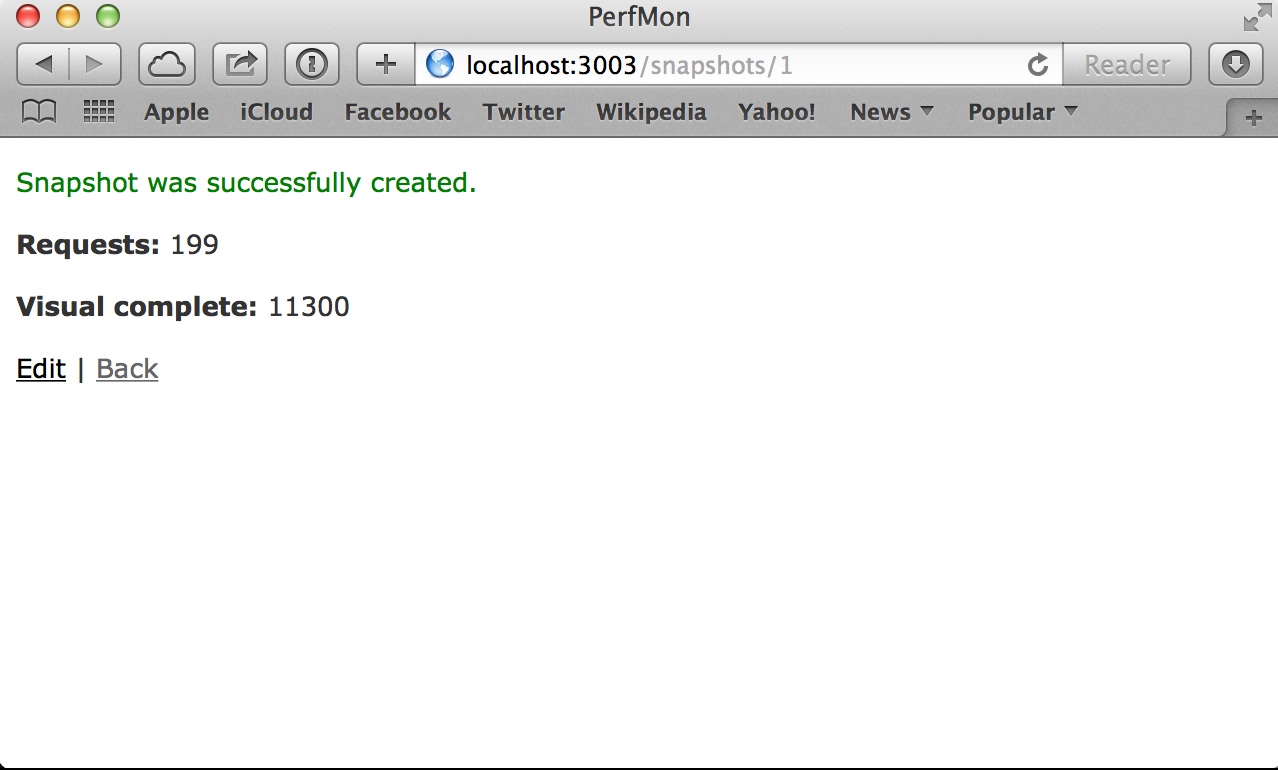 PerfMon
localhost:3003/snapshots/1
Reader
Apple iCloud Facebook Twitter Wikipedia Yahoo! News Popular
Snapshot was successfully created.
Requests: 199
Visual complete: 11300
Edit | Back